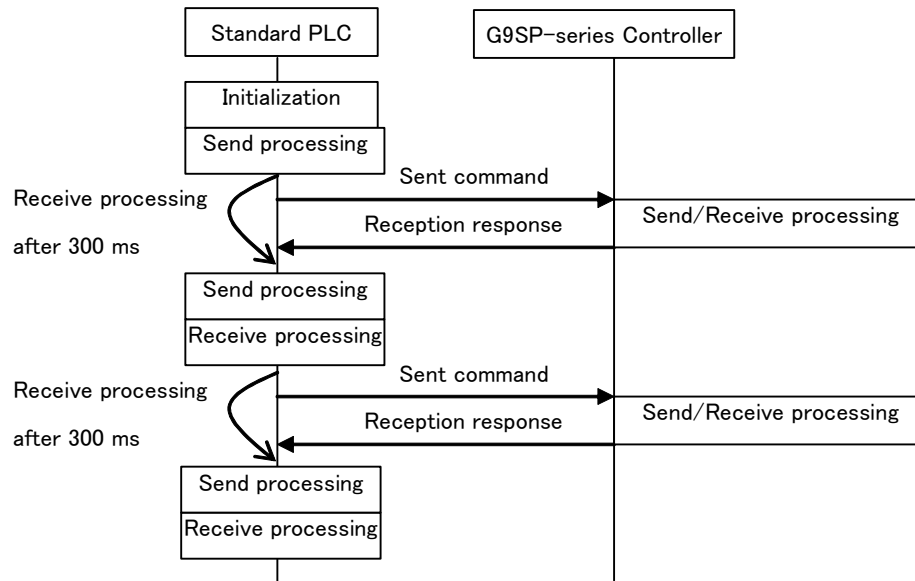 Standard PLC
G9SP-series Controller
Initialization
Send processing
Sent command
Receive processing
Send/Receive processing
Reception response
after 300 ms
Send processing
Receive processing
Sent command
Receive processing
Send/Receive processing
Reception response
after 300 ms
Send processing
Receive processing